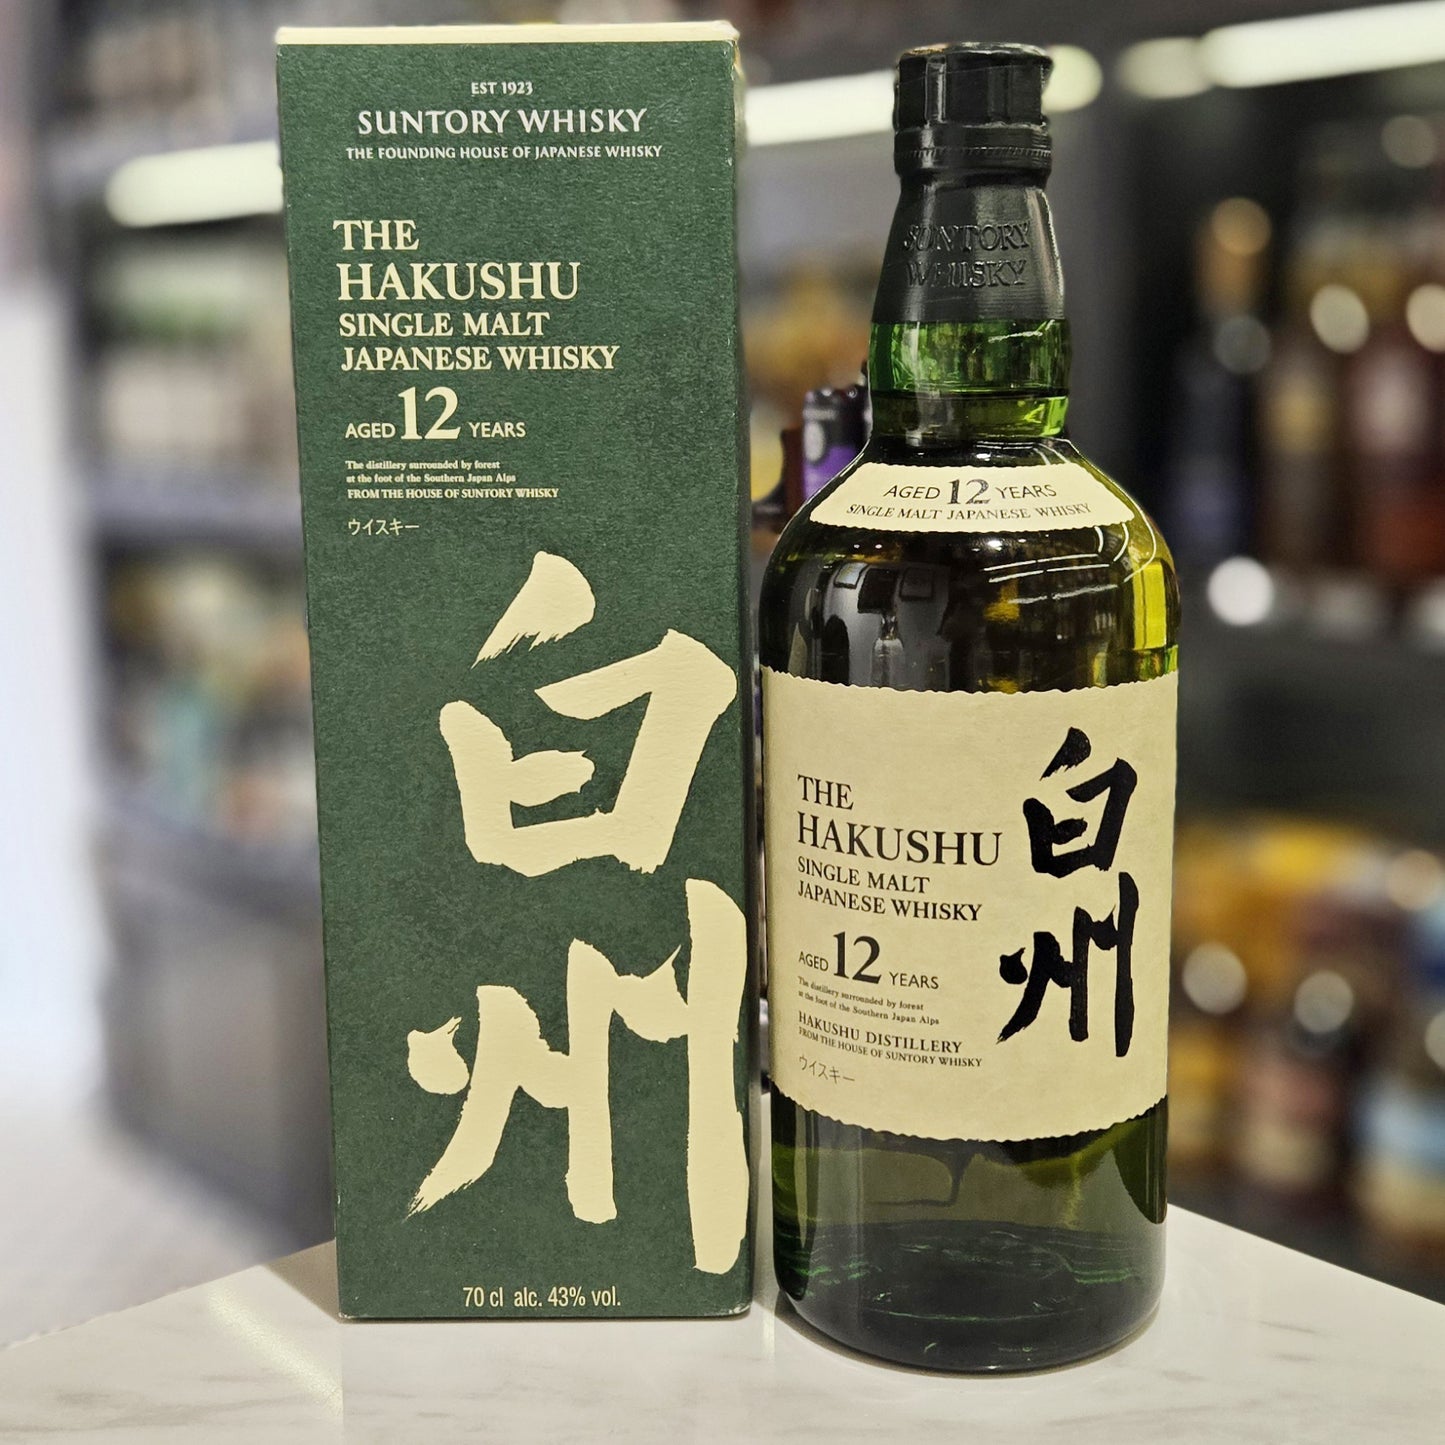 EST 1923
SUNTORY WHISKY
THE FOUNDING HOUSE OF JAPANESE WHISKY
THE
HAKUSHU
SINGLE MALT
JAPANESE WHISKY
AGED 12 YEARS
The distillery surrounded by forest
at the foot of the Southern Japan Alps
FROM THE HOUSE OF SUNTORY WHISKY
ウイスキー
白州
70 cl alc. 43% vol.
SUNTORY
WHISKY
AGED 12 YEARS
SINGLE MALT JAPANESE WHISKY
THE
HAKUSHU
SINGLE MALT
JAPANESE WHISKY
AGED 12 YEARS
The distillery surrounded by forest
at the foot of the Southern Japan Alps
HAKUSHU DISTILLERY
FROM THE HOUSE OF SUNTORY WHISKY
ウイスキー
白州